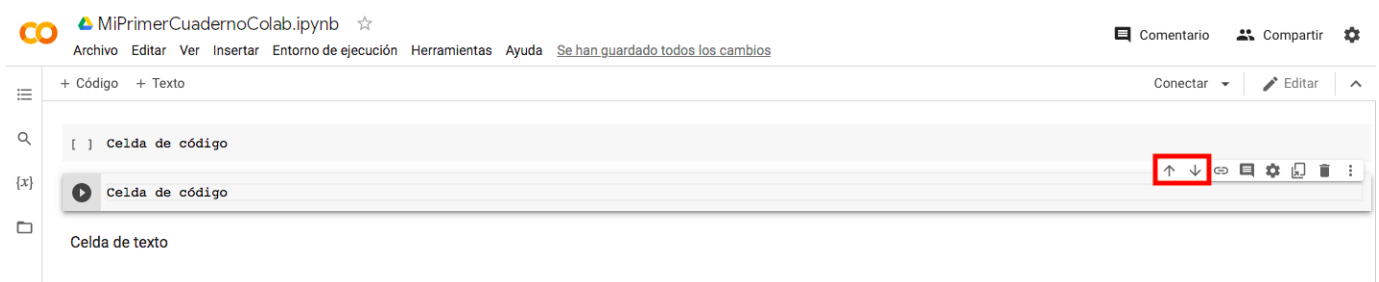 MiPrimerCuadernoColab.ipynb
Comentario Compartir
Archivo Editar Ver Insertar Entorno de ejecución Herramientas Ayuda Se han guardado todos los cambios
+ Código + Texto Conectar Editar
[ ] Celda de código
{x} Celda de código
Celda de texto